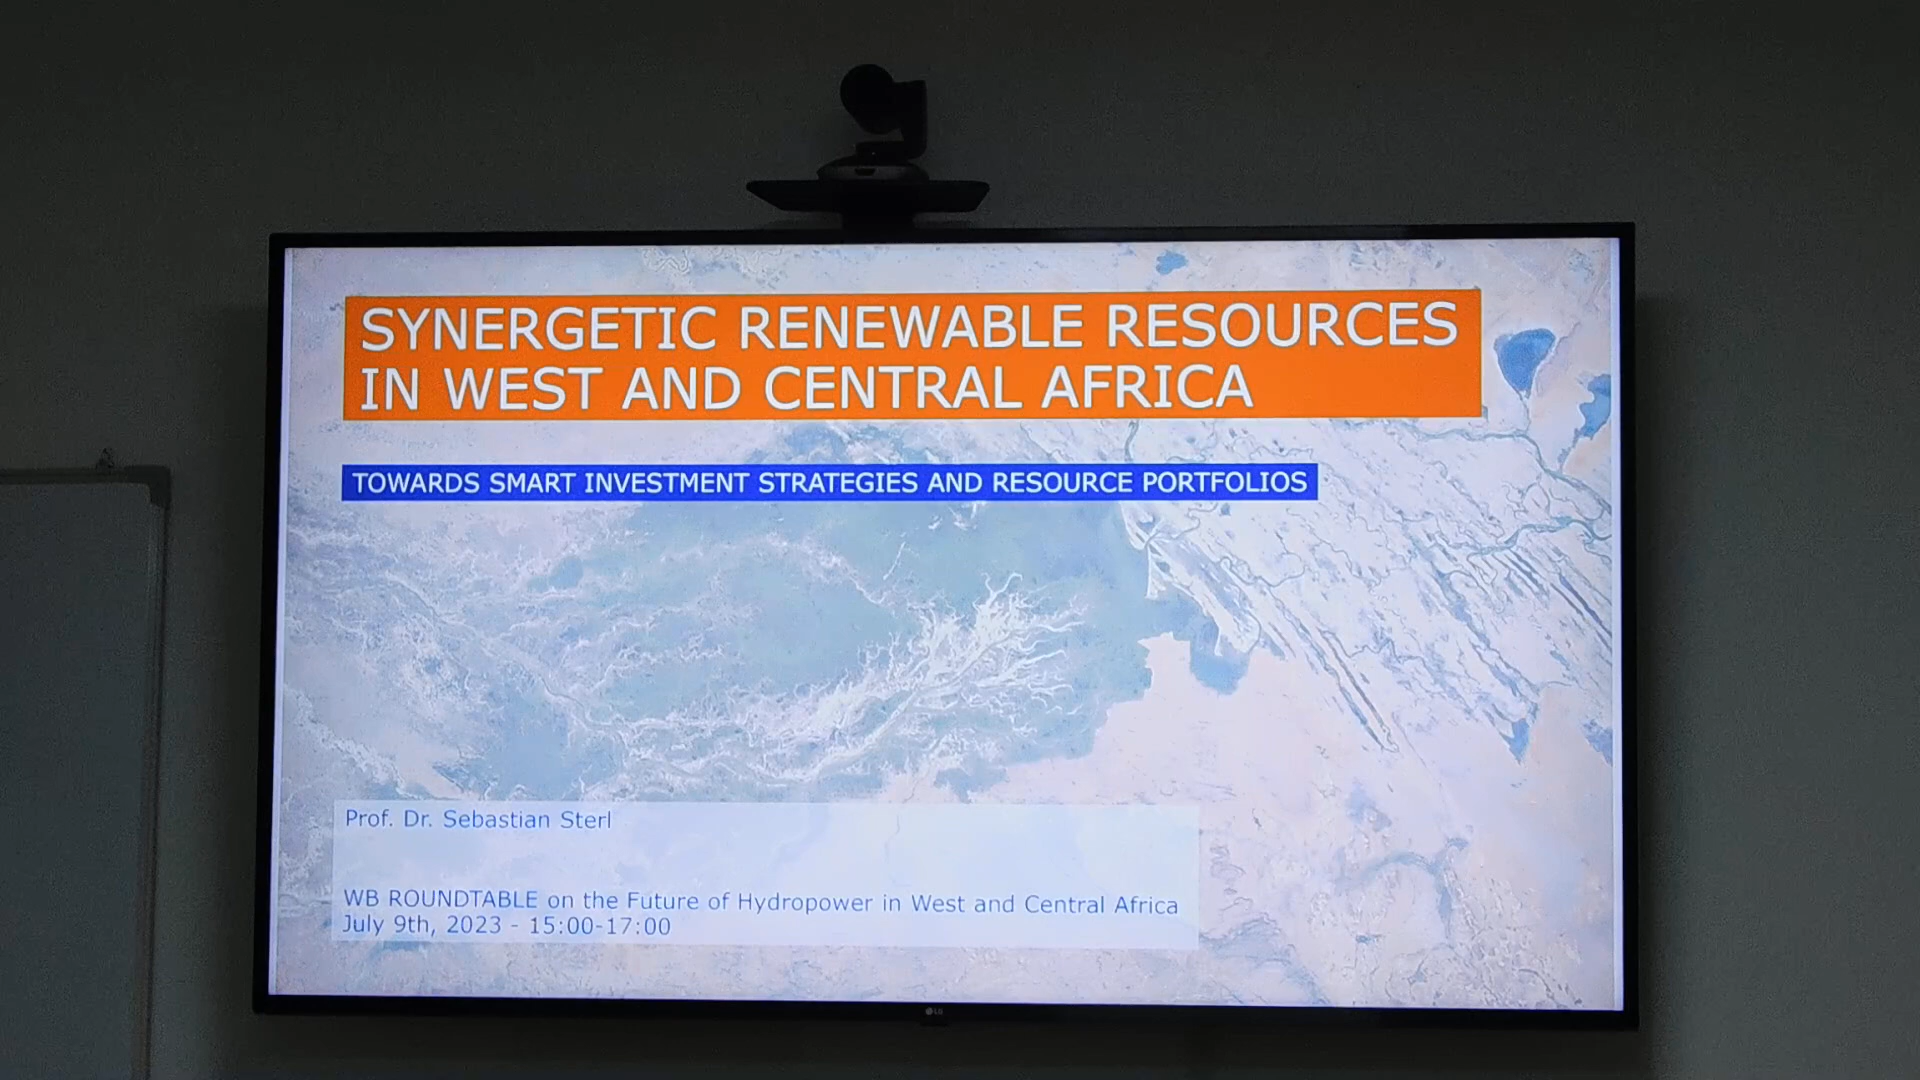 SYNERGETIC RENEWABLE RESOURCES
IN WEST AND CENTRAL AFRICA
TOWARDS SMART INVESTMENT STRATEGIES AND RESOURCE PORTFOLIOS
Prof. Dr. Sebastian Sterl
WB ROUNDTABLE on the Future of Hydropower in West and Central Africa
July 9th, 2023 - 15:00-17:00
LG